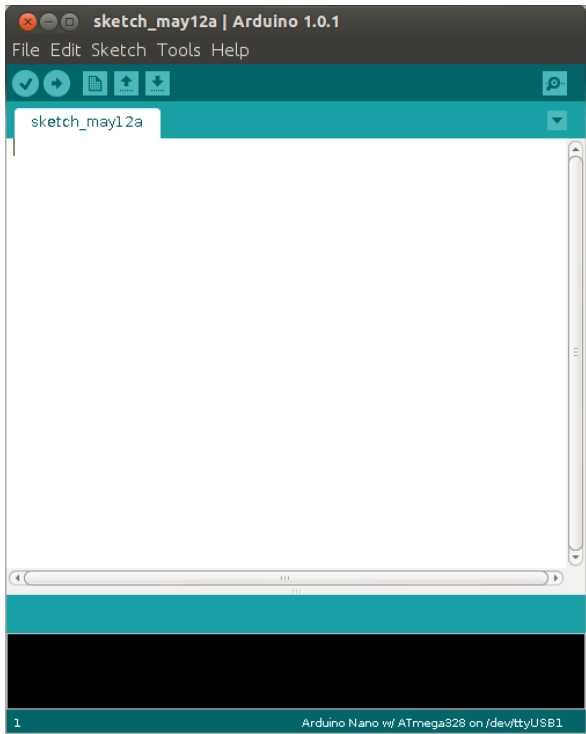 sketch_may12a | Arduino 1.0.1
File Edit Sketch Tools Help
sketch_may12a
1
Arduino Nano w/ ATmega328 on /dev/ttyUSB1